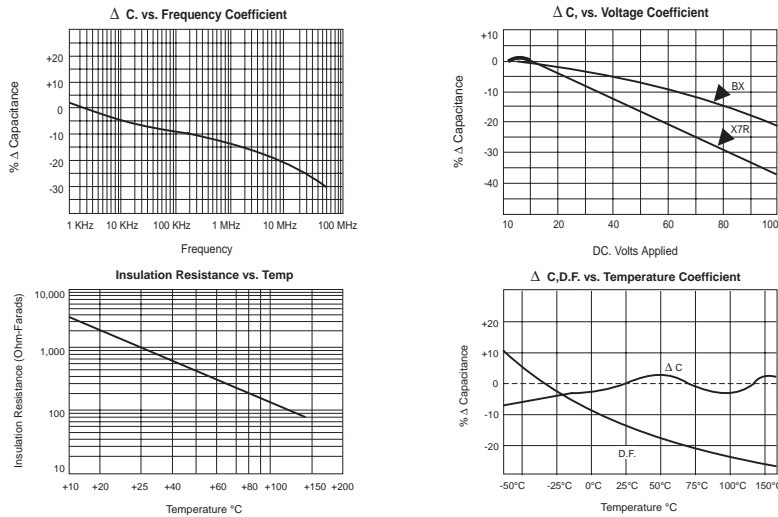 Δ C. vs. Frequency Coefficient
% Δ Capacitance
+20
+10
0
-10
-20
-30
1 KHz 10 KHz 100 KHz 1 MHz 10 MHz 100 MHz
Frequency
Δ C, vs. Voltage Coefficient
% Δ Capacitance
+10
0
-10
-20
-30
-40
BX
X7R
10 20 40 60 80 100
DC. Volts Applied
Insulation Resistance vs. Temp
Insulation Resistance (Ohm-Farads)
10,000
1,000
100
10
+10 +20 +25 +40 +60 +80 +100 +150 +200
Temperature °C
Δ C,D.F. vs. Temperature Coefficient
% Δ Capacitance
+20
+10
0
-10
-20
Δ C
D.F.
-50°C -25°C 0°C 25°C 50°C 75°C 100°C 150°C
Temperature °C